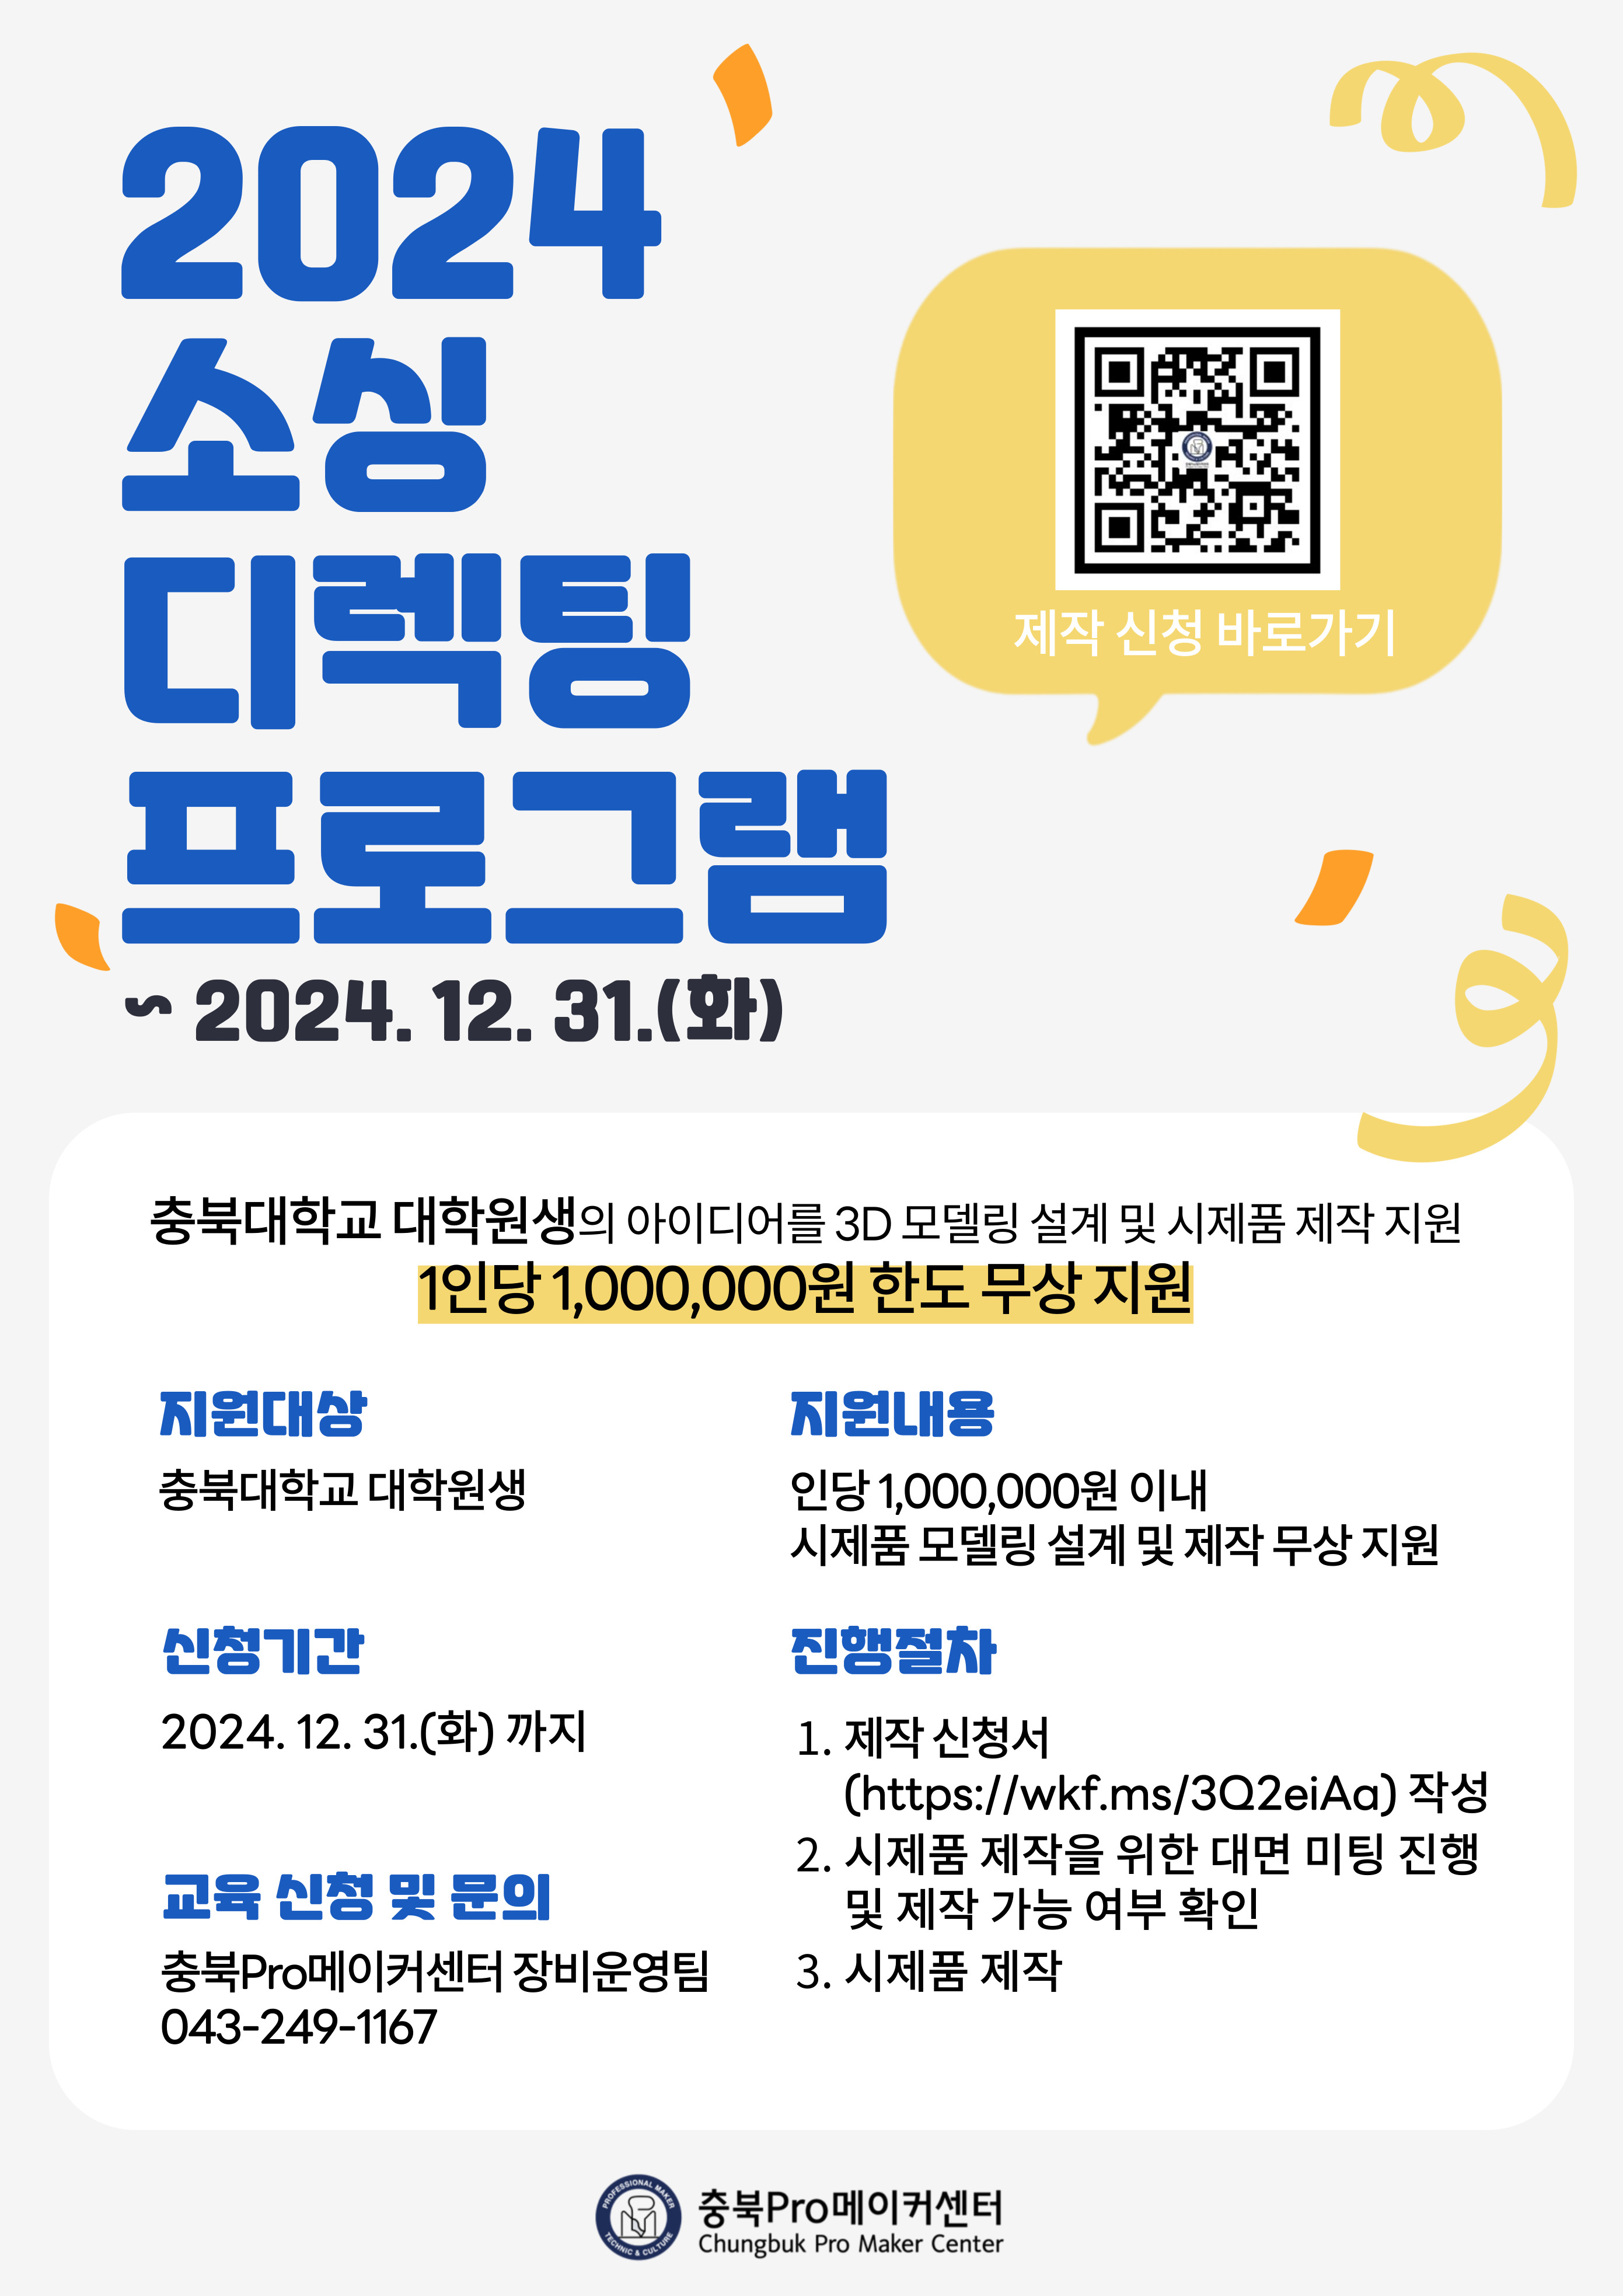 2024
소싱
디렉팅
프로그램
~ 2024. 12. 31.(화)
제작 신청 바로가기
충북대학교 대학원생의 아이디어를 3D 모델링 설계 및 시제품 제작 지원
1인당 1,000,000원 한도 무상 지원
지원대상
충북대학교 대학원생
지원내용
인당 1,000,000원 이내
시제품 모델링 설계 및 제작 무상 지원
신청기간
2024. 12. 31.(화) 까지
진행절차
1. 제작 신청서
(https://wkf.ms/3Q2eiAa) 작성
2. 시제품 제작을 위한 대면 미팅 진행
및 제작 가능 여부 확인
3. 시제품 제작
교육 신청 및 문의
충북Pro메이커센터 장비운영팀
043-249-1167
PROFESSIONAL MAKER
TECHNIC & CULTURE
충북Pro메이커센터
Chungbuk Pro Maker Center